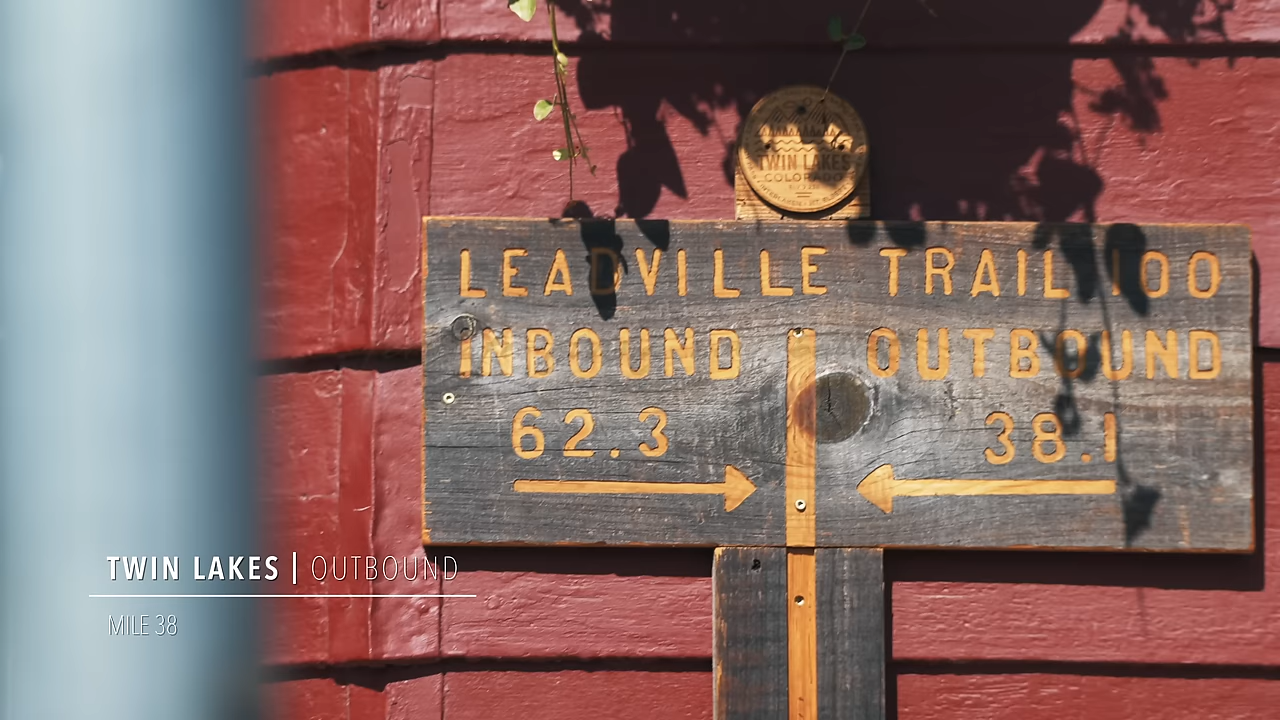 TWIN LAKES
COLORADO
LEADVILLE TRAIL 100
INBOUND OUTBOUND
62.3 38.1
TWIN LAKES | OUTBOUND
MILE 38